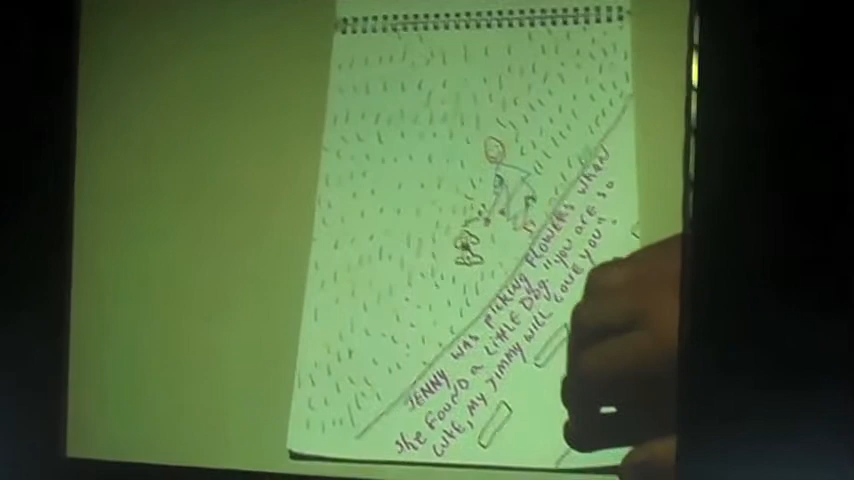 JENNY WAS PICKING FLOWERS WHEN
She FOUND a LiTTLE DOg. "YOU aRE SO
CUTE, MY JIMMY WILL LOVE YOU".